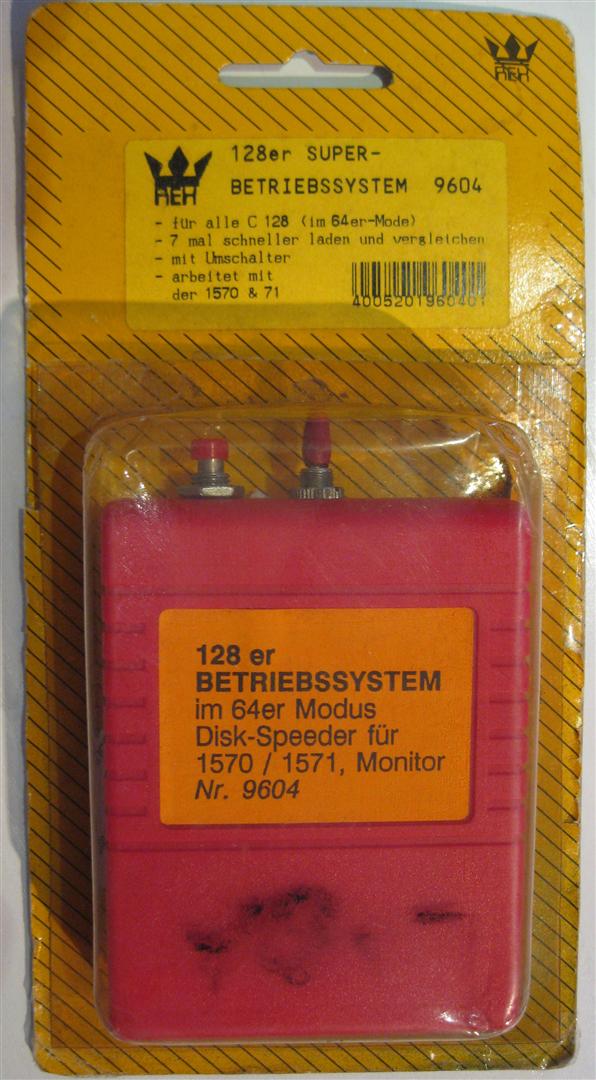 REX
REX
128er SUPER-
BETRIEBSSYSTEM 9604
- für alle C 128 (im 64er-Mode)
- 7 mal schneller laden und vergleichen
- mit Umschalter
- arbeitet mit
der 1570 & 71
4005201960401
128 er
BETRIEBSSYSTEM
im 64er Modus
Disk-Speeder für
1570 / 1571, Monitor
Nr. 9604